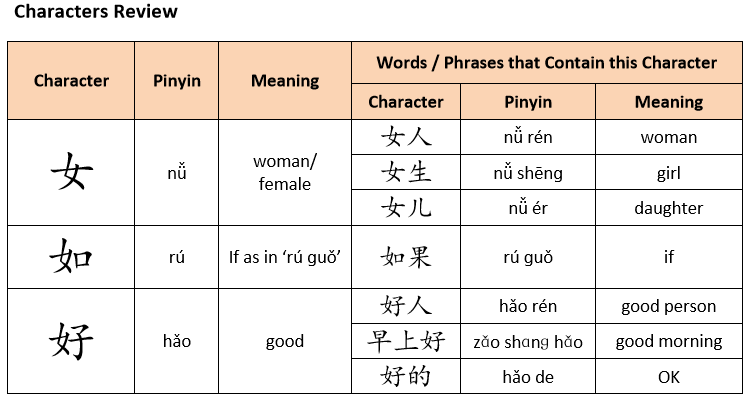 Characters Review
Character Pinyin Meaning Words / Phrases that Contain this Character
Character Pinyin Meaning
女 nǚ woman/ female
女人 nǚ rén woman
女生 nǚ shēng girl
女儿 nǚ ér daughter
如 rú If as in ‘rú guǒ’
如果 rú guǒ if
好 hǎo good
好人 hǎo rén good person
早上好 zǎo shɑnɡ hǎo good morning
好的 hǎo de OK